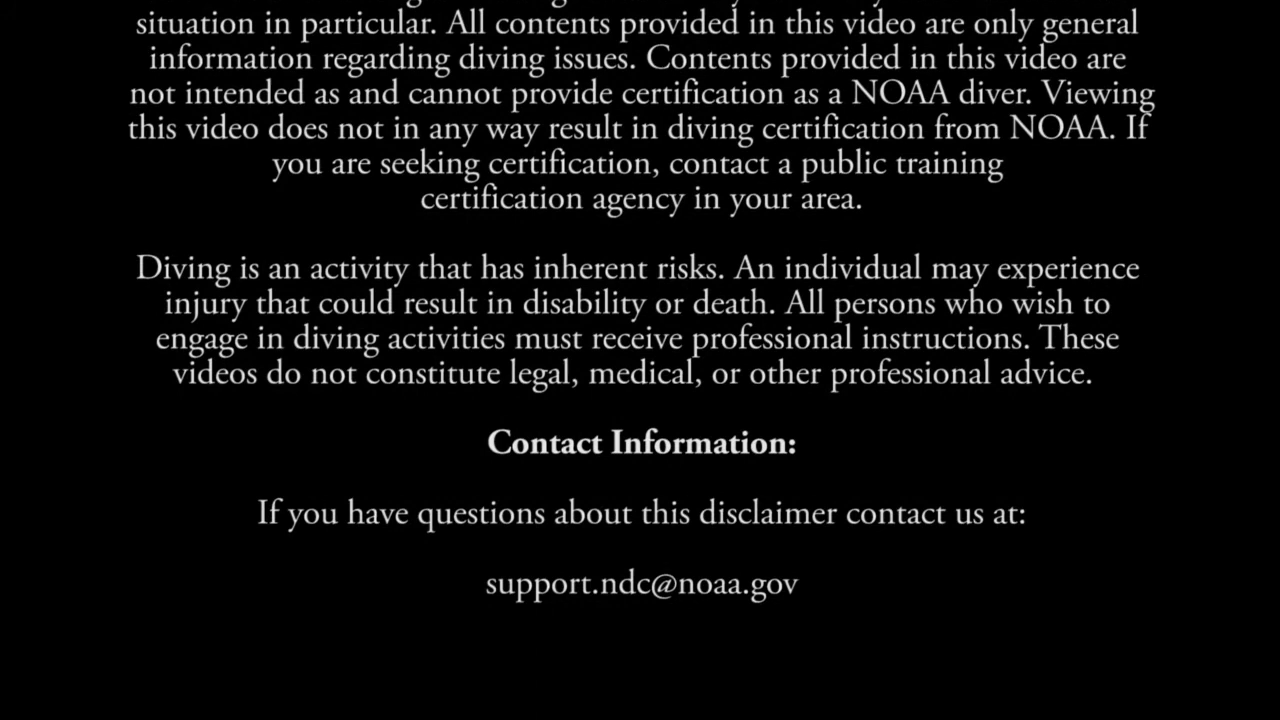 situation in particular. All contents provided in this video are only general
information regarding diving issues. Contents provided in this video are
not intended as and cannot provide certification as a NOAA diver. Viewing
this video does not in any way result in diving certification from NOAA. If
you are seeking certification, contact a public training
certification agency in your area.
Diving is an activity that has inherent risks. An individual may experience
injury that could result in disability or death. All persons who wish to
engage in diving activities must receive professional instructions. These
videos do not constitute legal, medical, or other professional advice.
Contact Information:
If you have questions about this disclaimer contact us at:
support.ndc@noaa.gov